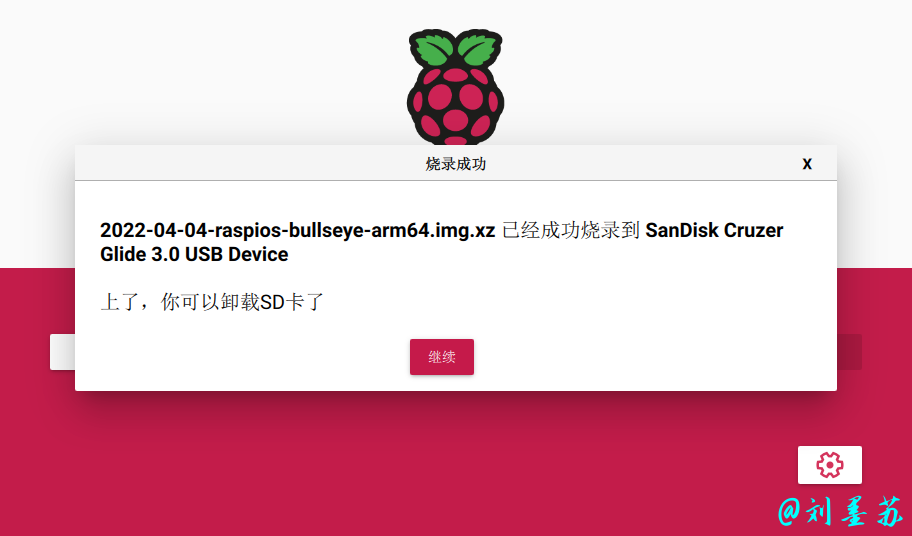 烧录成功 X
2022-04-04-raspios-bullseye-arm64.img.xz 已经成功烧录到 SanDisk Cruzer
Glide 3.0 USB Device
上了，你可以卸载SD卡了
继续
@刘墨苏